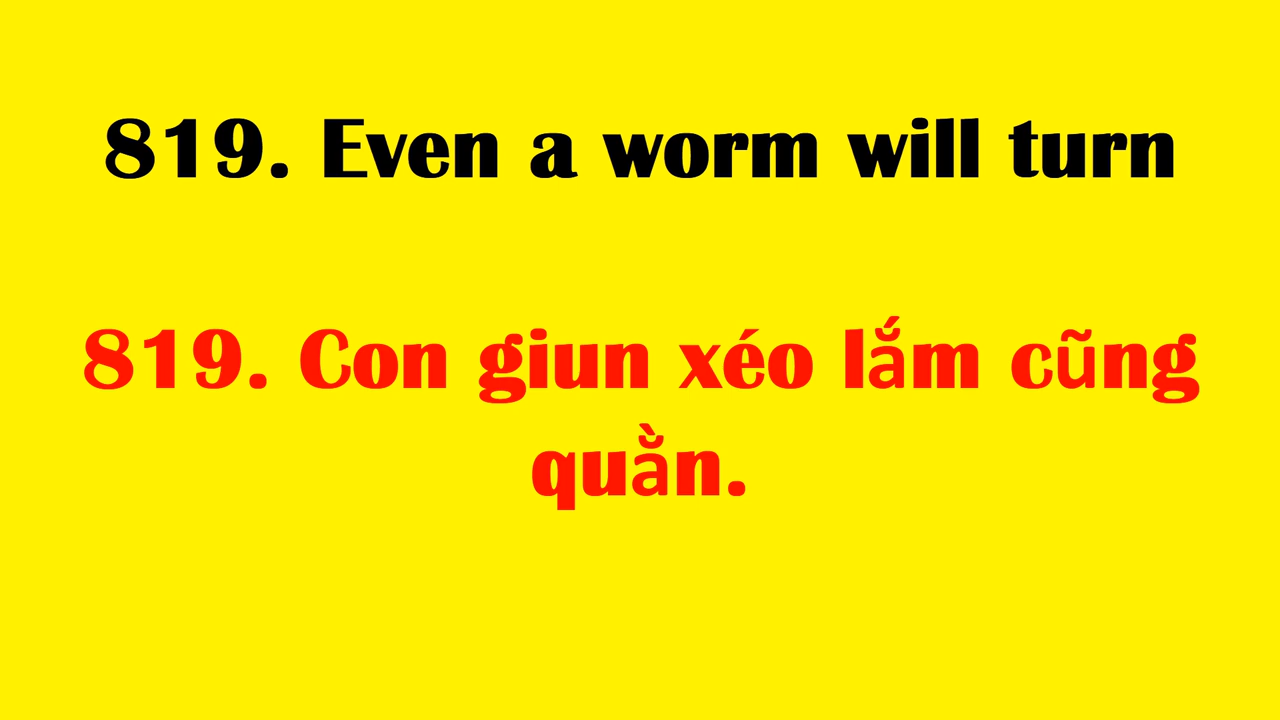 819. Even a worm will turn
819. Con giun xéo lắm cũng
quằn.